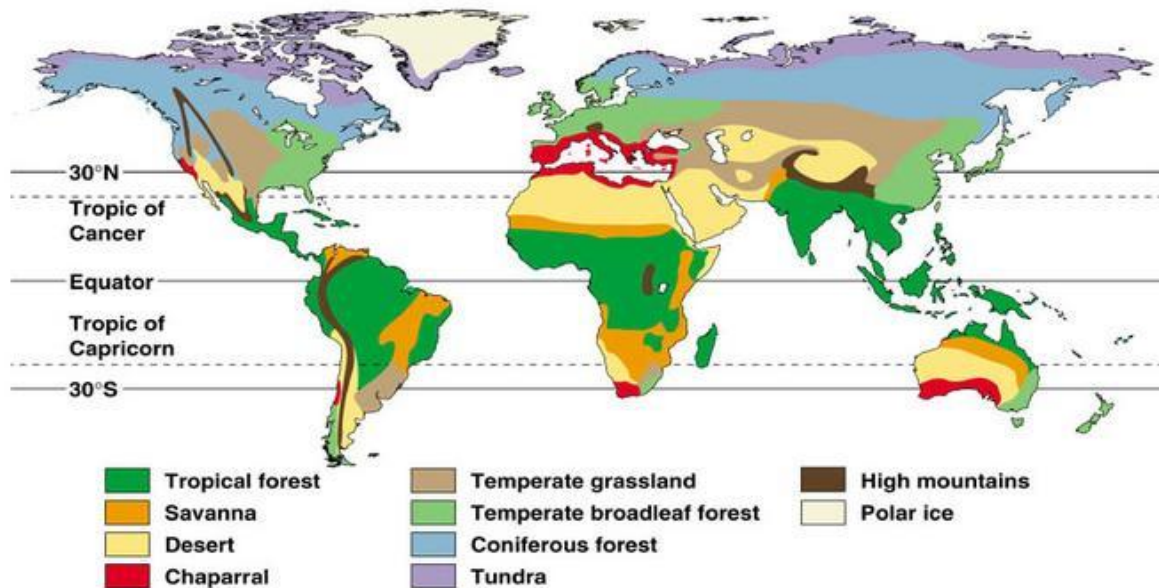 30°N
Tropic of
Cancer
Equator
Tropic of
Capricorn
30°S
Tropical forest
Savanna
Desert
Chaparral
Temperate grassland
Temperate broadleaf forest
Coniferous forest
Tundra
High mountains
Polar ice